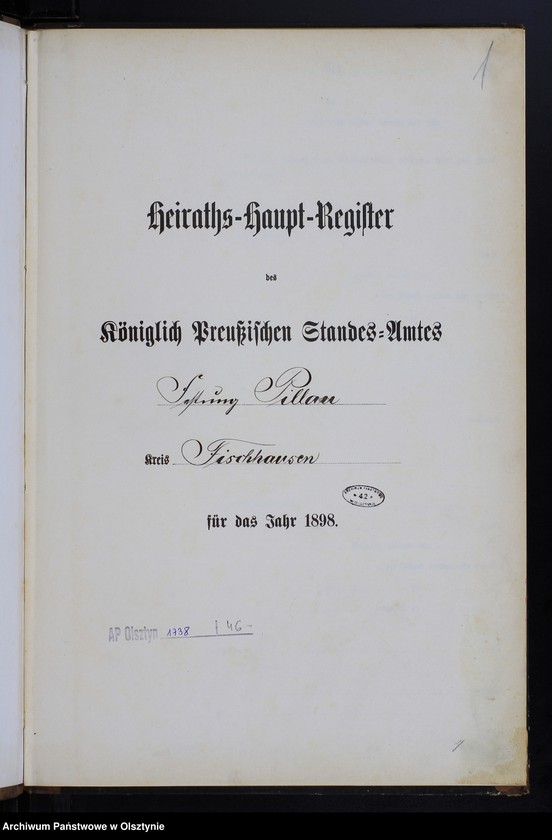 1
Heiraths-Haupt-Register
des
Königlich Preußischen Standes-Amtes
Festung Pillau
Kreis Fischhausen
42
für das Jahr 1898.
AP Olsztyn 1738 / 46-
Archiwum Państwowe w Olsztynie